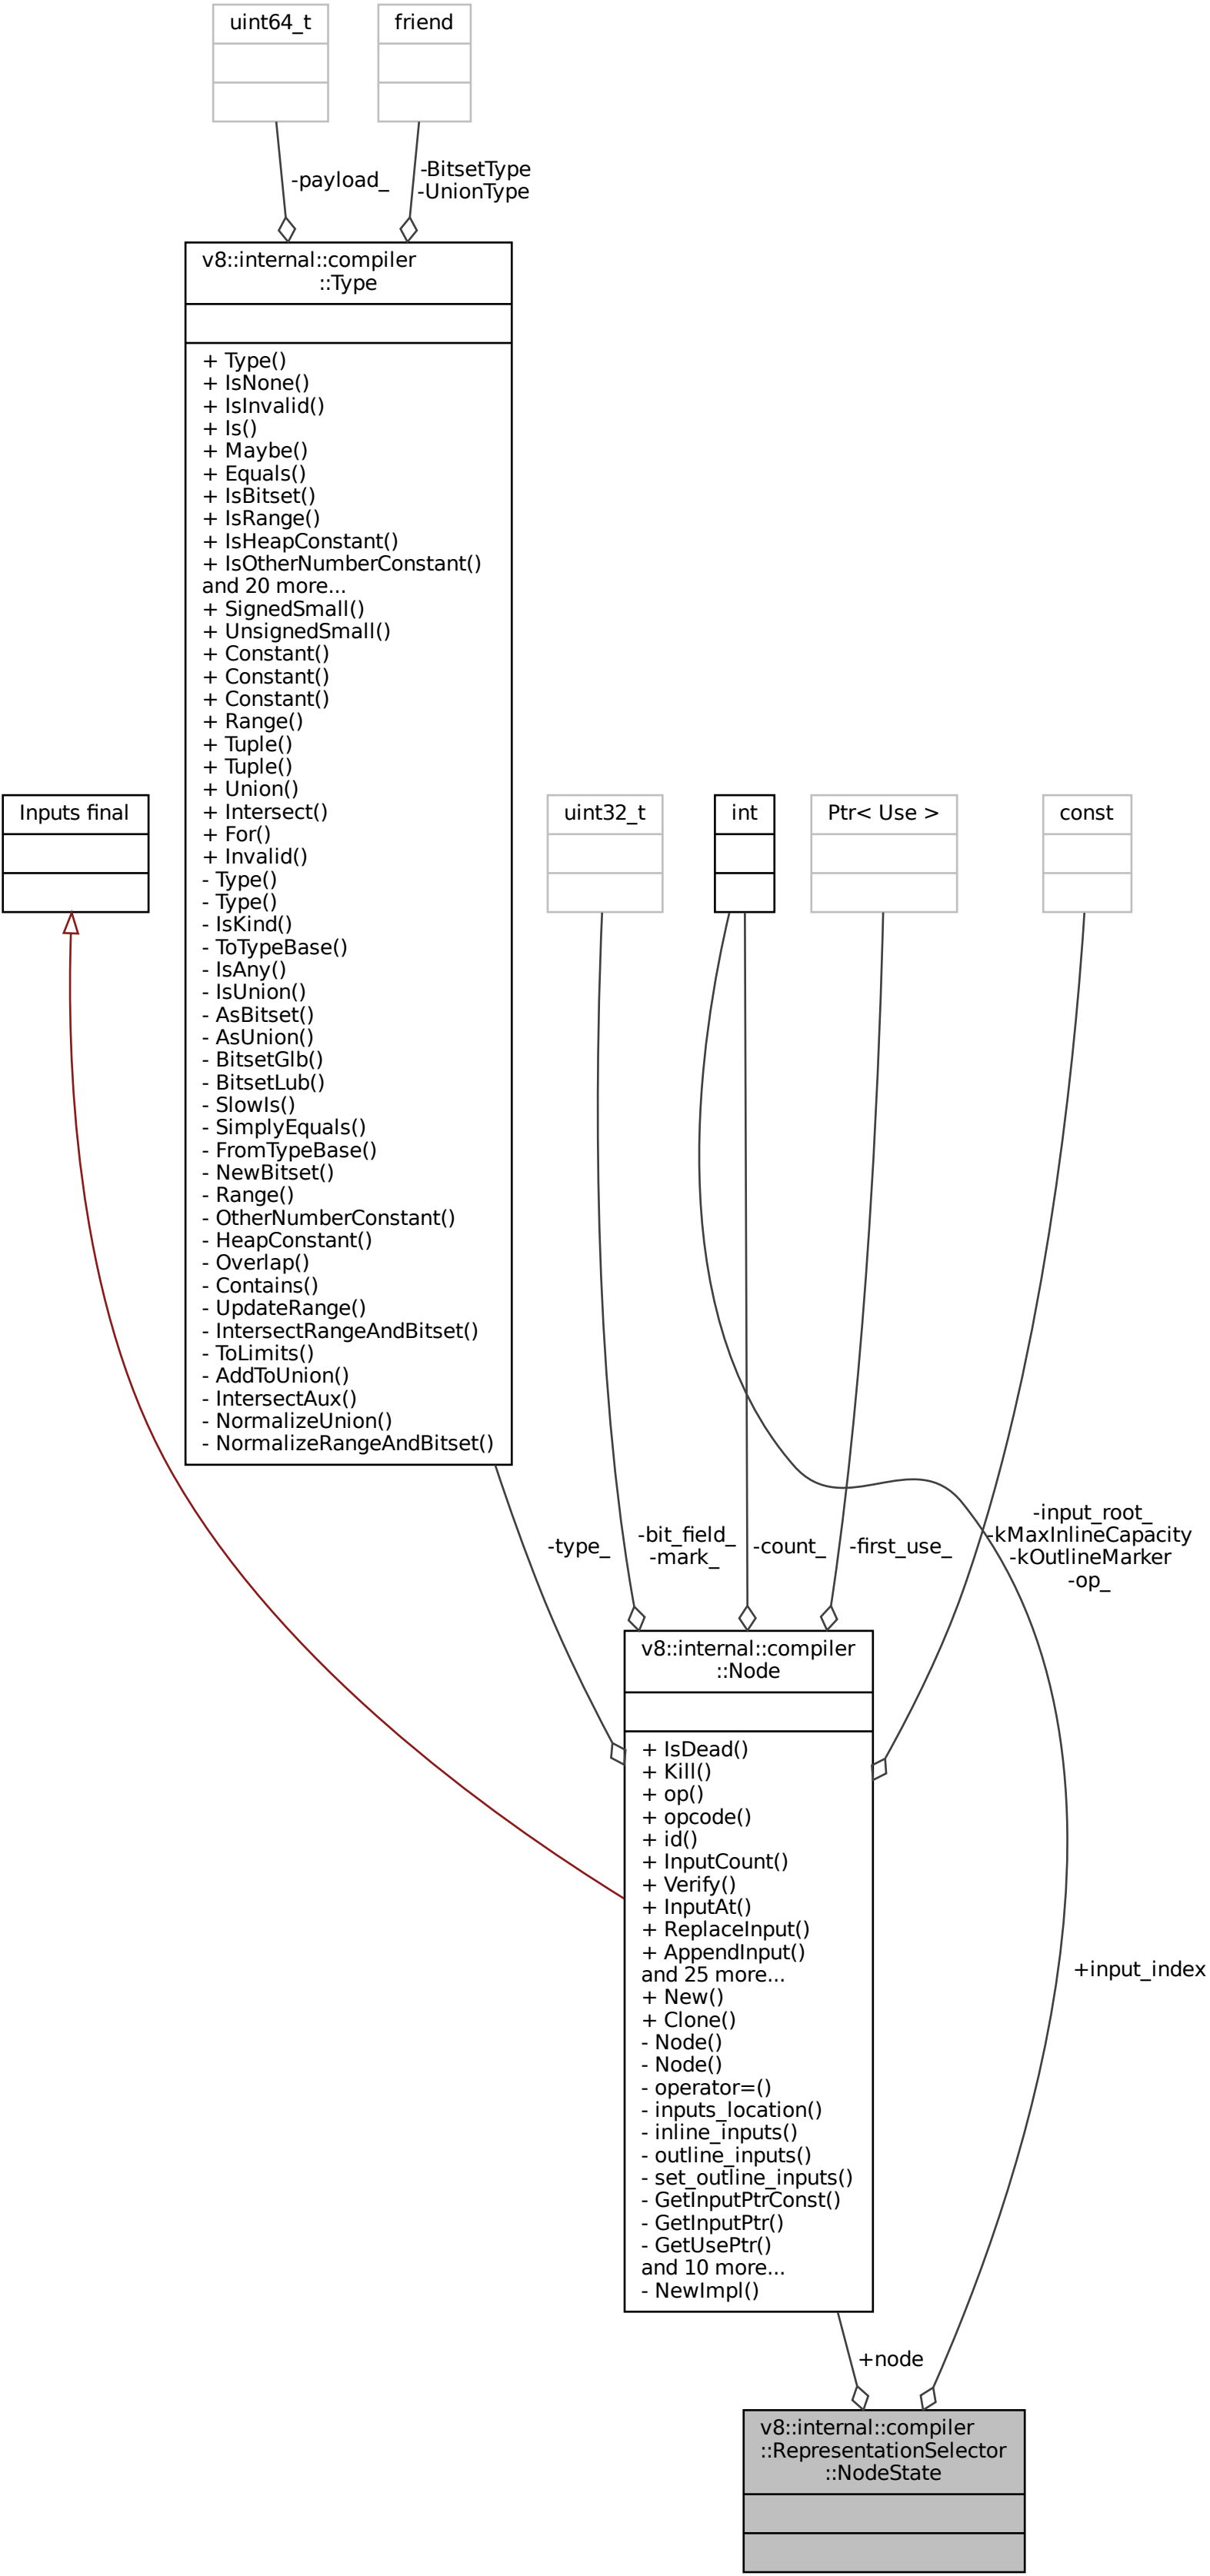 uint64_t
friend
-payload_
-BitsetType
-UnionType
v8::internal::compiler
::Type
+ Type()
+ IsNone()
+ IsInvalid()
+ Is()
+ Maybe()
+ Equals()
+ IsBitset()
+ IsRange()
+ IsHeapConstant()
+ IsOtherNumberConstant()
and 20 more...
+ SignedSmall()
+ UnsignedSmall()
+ Constant()
+ Constant()
+ Constant()
+ Range()
+ Tuple()
+ Tuple()
+ Union()
+ Intersect()
+ For()
+ Invalid()
- Type()
- Type()
- IsKind()
- ToTypeBase()
- IsAny()
- IsUnion()
- AsBitset()
- AsUnion()
- BitsetGlb()
- BitsetLub()
- SlowIs()
- SimplyEquals()
- FromTypeBase()
- NewBitset()
- Range()
- OtherNumberConstant()
- HeapConstant()
- Overlap()
- Contains()
- UpdateRange()
- IntersectRangeAndBitset()
- ToLimits()
- AddToUnion()
- IntersectAux()
- NormalizeUnion()
- NormalizeRangeAndBitset()
Inputs final
uint32_t
int
Ptr< Use >
const
-type_
-bit_field_
-mark_
-count_
-first_use_
-input_root_
-kMaxInlineCapacity
-kOutlineMarker
-op_
v8::internal::compiler
::Node
+ IsDead()
+ Kill()
+ op()
+ opcode()
+ id()
+ InputCount()
+ Verify()
+ InputAt()
+ ReplaceInput()
+ AppendInput()
and 25 more...
+ New()
+ Clone()
- Node()
- Node()
- operator=()
- inputs_location()
- inline_inputs()
- outline_inputs()
- set_outline_inputs()
- GetInputPtrConst()
- GetInputPtr()
- GetUsePtr()
and 10 more...
- NewImpl()
+input_index
+node
v8::internal::compiler
::RepresentationSelector
::NodeState